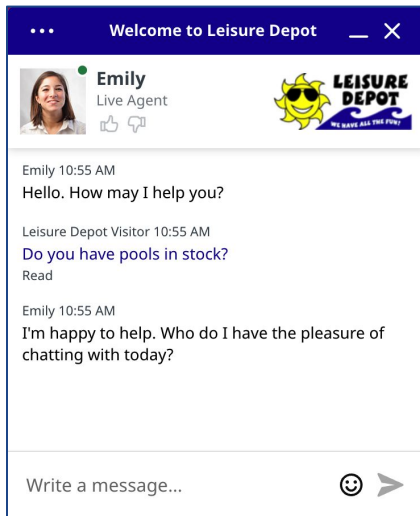 Welcome to Leisure Depot
Emily
Live Agent
LEISURE
DEPOT
WE HAVE ALL THE FUN!
Emily 10:55 AM
Hello. How may I help you?
Leisure Depot Visitor 10:55 AM
Do you have pools in stock?
Read
Emily 10:55 AM
I'm happy to help. Who do I have the pleasure of
chatting with today?
Write a message...